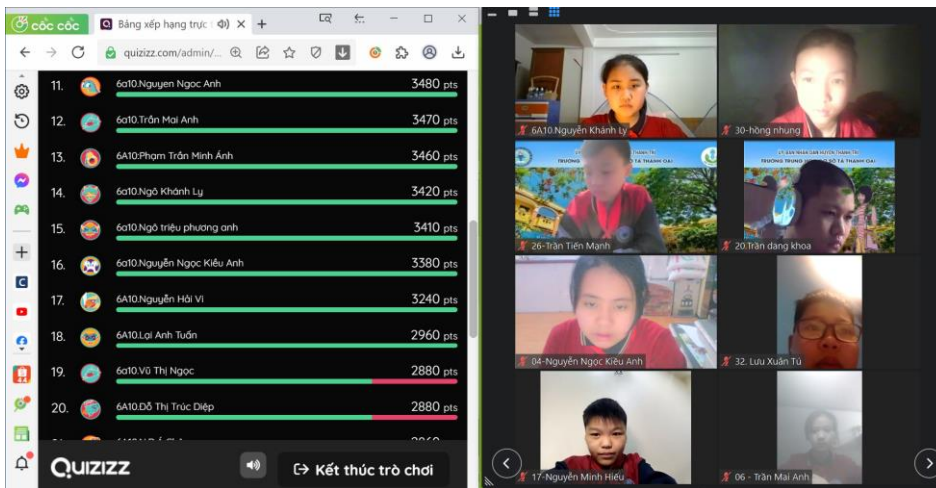 cốc cốc
Bảng xếp hạng trực
quizizz.com/admin/...
11. 6a10.Nguyen Ngoc Anh 3480 pts
12. 6a10.Trần Mai Anh 3470 pts
13. 6A10:Phạm Trần Minh Ánh 3460 pts
14. 6a10.Ngô Khánh Ly 3420 pts
15. 6a10.Ngô triệu phương anh 3410 pts
16. 6a10.Nguyễn Ngọc Kiều Anh 3380 pts
17. 6A10.Nguyễn Hải Vi 3240 pts
18. 6A10.Lại Anh Tuấn 2960 pts
19. 6a10.Vũ Thị Ngọc 2880 pts
20. 6A10.Đỗ Thị Trúc Diệp 2880 pts
QUIZIZZ
Kết thúc trò chơi
6A10.Nguyễn Khánh Ly
30-hồng nhung
26-Trần Tiến Mạnh
20.Trần dang khoa
04-Nguyễn Ngọc Kiều Anh
32. Lưu Xuân Tú
17-Nguyễn Minh Hiếu
06 - Trần Mai Anh